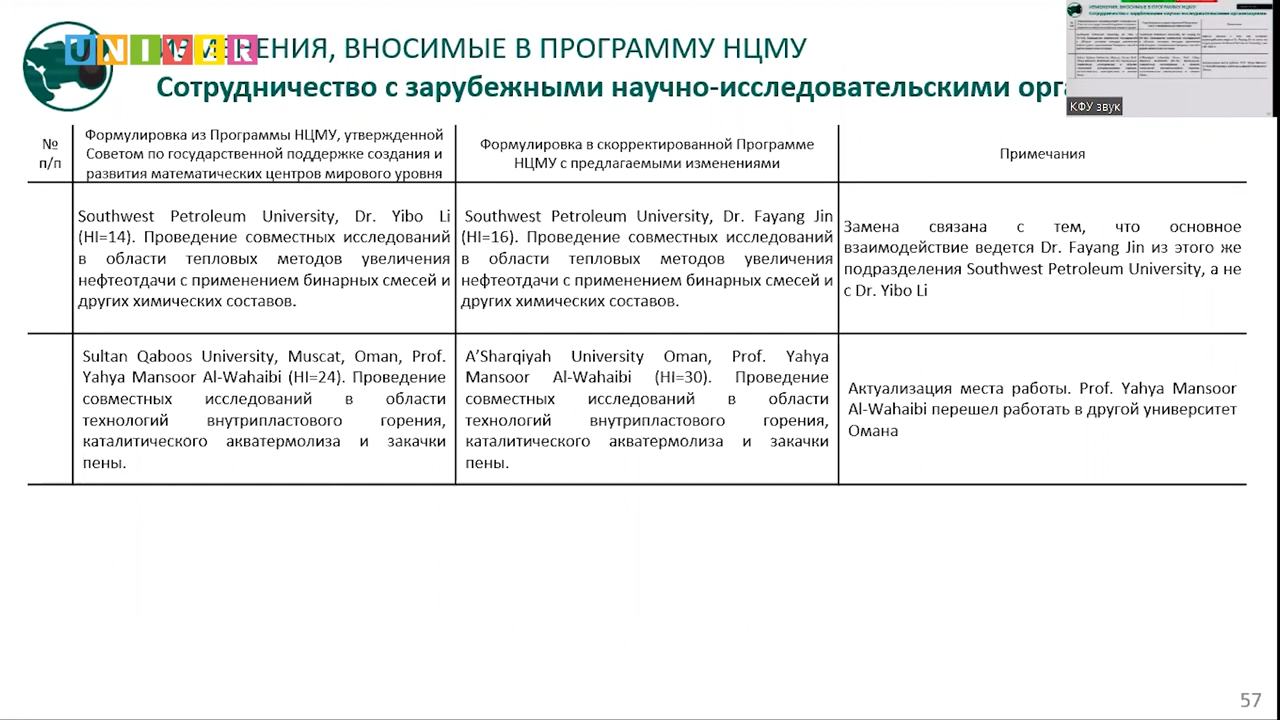 UNIVER
ИЗМЕНЕНИЯ, ВНОСИМЫЕ В ПРОГРАММУ НЦМУ
Сотрудничество с зарубежными научно-исследовательскими
КФУ звук
№
п/п
Формулировка из Программы НЦМУ, утвержденной
Советом по государственной поддержке создания и
развития математических центров мирового уровня
Формулировка в скорректированной Программе
НЦМУ с предлагаемыми изменениями
Примечания
Southwest Petroleum University, Dr. Yibo Li
(HI=14). Проведение совместных исследований
в области тепловых методов увеличения
нефтеотдачи с применением бинарных смесей и
других химических составов.
Southwest Petroleum University, Dr. Fayang Jin
(HI=16). Проведение совместных исследований
в области тепловых методов увеличения
нефтеотдачи с применением бинарных смесей и
других химических составов.
Замена связана с тем, что основное
взаимодействие ведется Dr. Fayang Jin из этого же
подразделения Southwest Petroleum University, а не
с Dr. Yibo Li
Sultan Qaboos University, Muscat, Oman, Prof.
Yahya Mansoor Al-Wahaibi (HI=24). Проведение
совместных исследований в области
технологий внутрипластового горения,
каталитического акватермолиза и закачки
пены.
A’Sharqiyah University Oman, Prof. Yahya
Mansoor Al-Wahaibi (HI=30). Проведение
совместных исследований в области
технологий внутрипластового горения,
каталитического акватермолиза и закачки
пены.
Актуализация места работы. Prof. Yahya Mansoor
Al-Wahaibi перешел работать в другой университет
Омана
57